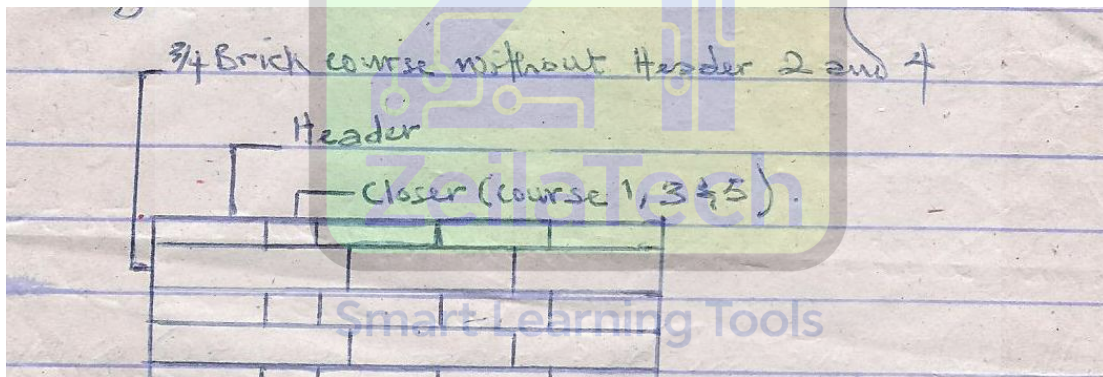 3/4 Brick course without Header 2 and 4
Header
Closer (course 1, 3 & 5).
ZeilaTech
Smart Learning Tools